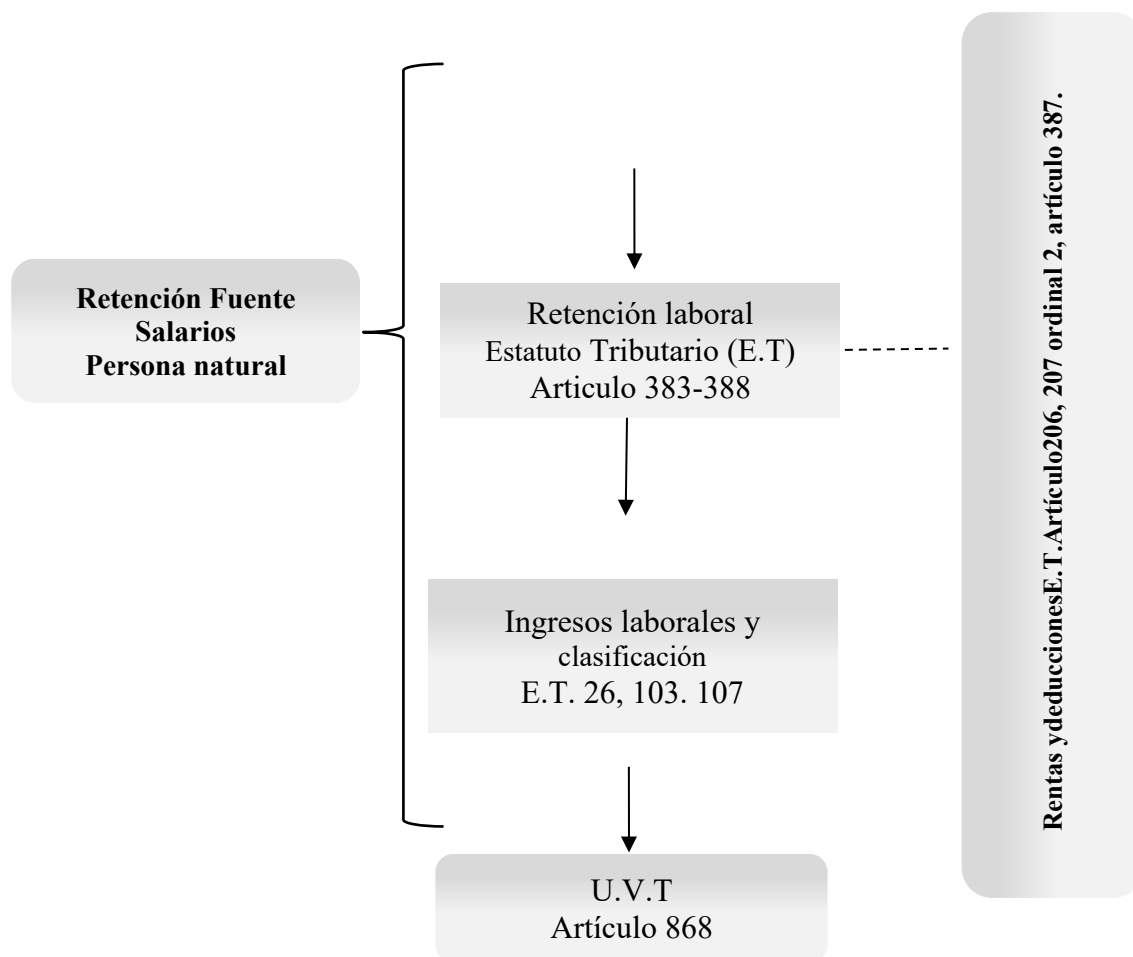 Retención Fuente
Salarios
Persona natural
Retención laboral
Estatuto Tributario (E.T)
Articulo 383-388
Ingresos laborales y
clasificación
E.T. 26, 103. 107
U.V.T
Artículo 868
Rentas ydeduccionesE.T.Artículo206, 207 ordinal 2, artículo 387.